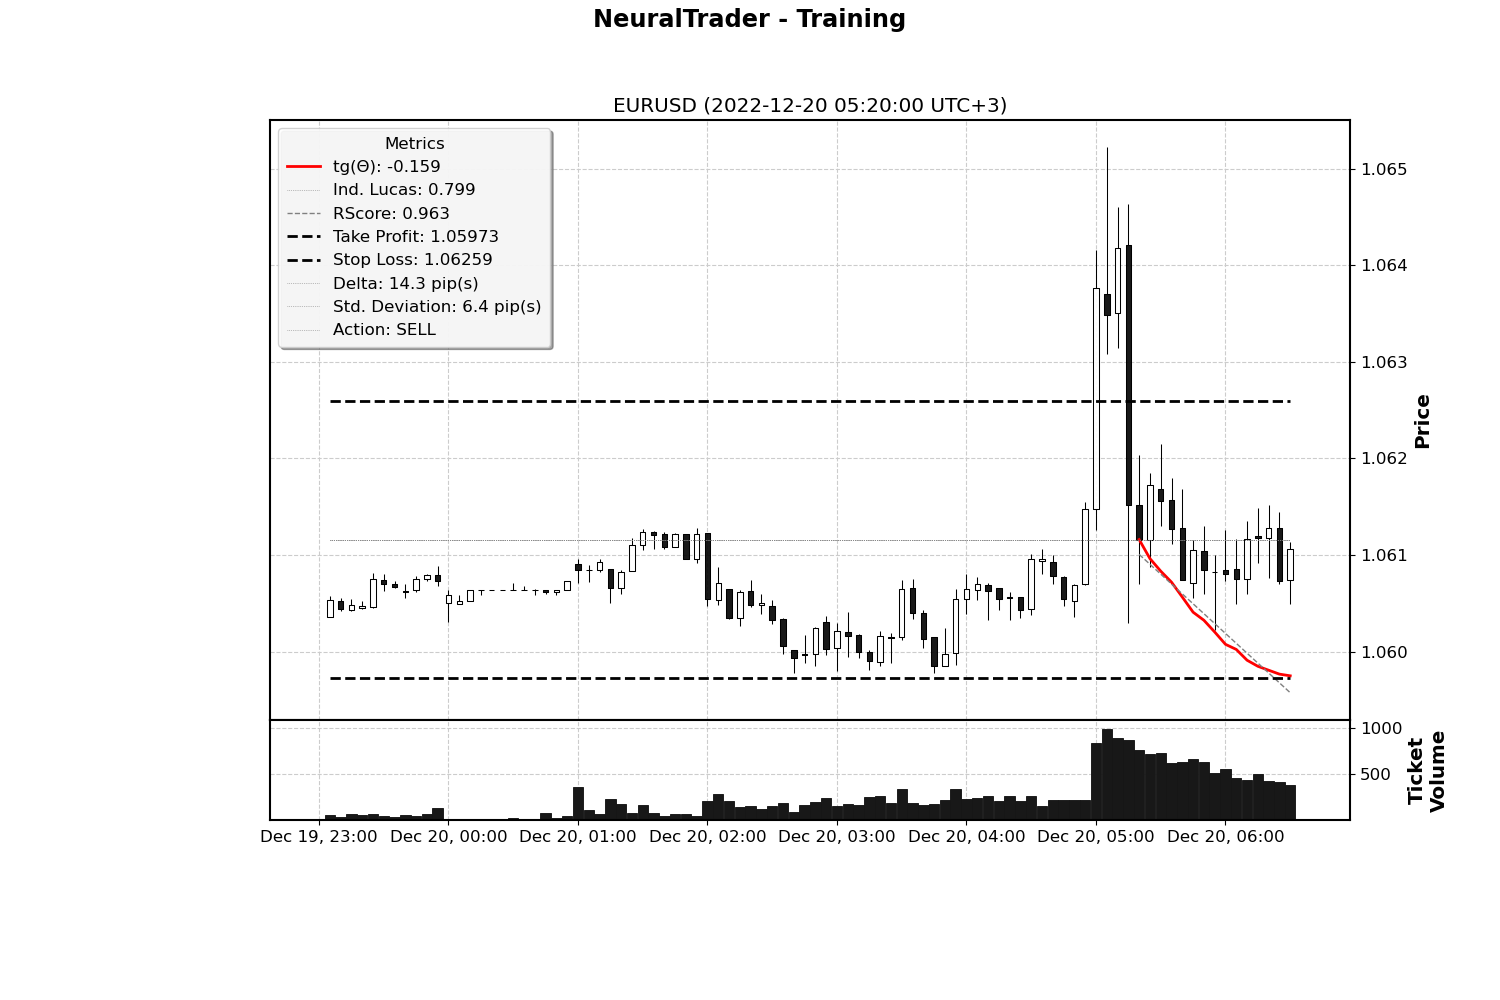 NeuralTrader - Training
EURUSD (2022-12-20 05:20:00 UTC+3)
Metrics
tg(Θ): -0.159
Ind. Lucas: 0.799
RScore: 0.963
Take Profit: 1.05973
Stop Loss: 1.06259
Delta: 14.3 pip(s)
Std. Deviation: 6.4 pip(s)
Action: SELL
1.065
1.064
1.063
1.062
1.061
1.060
Price
1000
500
Ticket
Volume
Dec 19, 23:00 Dec 20, 00:00 Dec 20, 01:00 Dec 20, 02:00 Dec 20, 03:00 Dec 20, 04:00 Dec 20, 05:00 Dec 20, 06:00